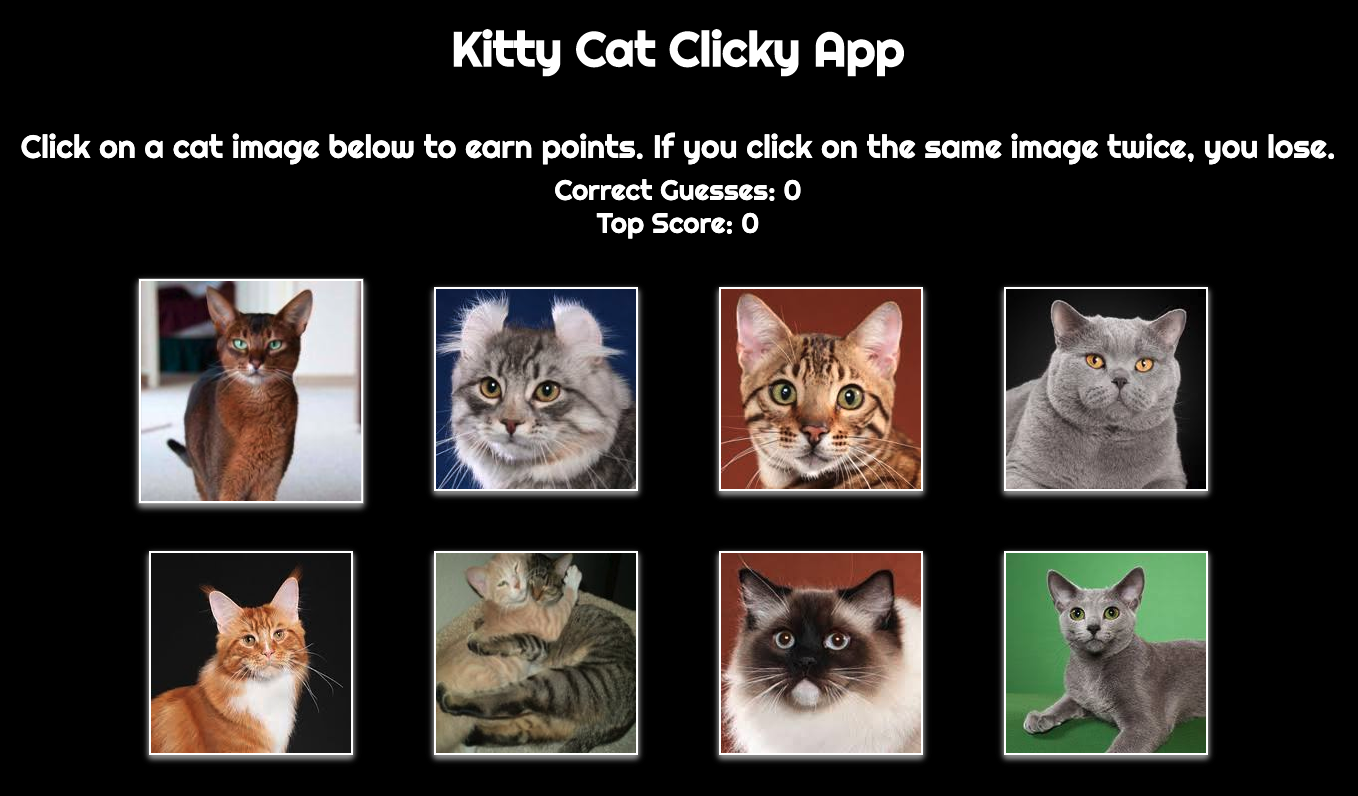 Kitty Cat Clicky App
Click on a cat image below to earn points. If you click on the same image twice, you lose.
Correct Guesses: 0
Top Score: 0